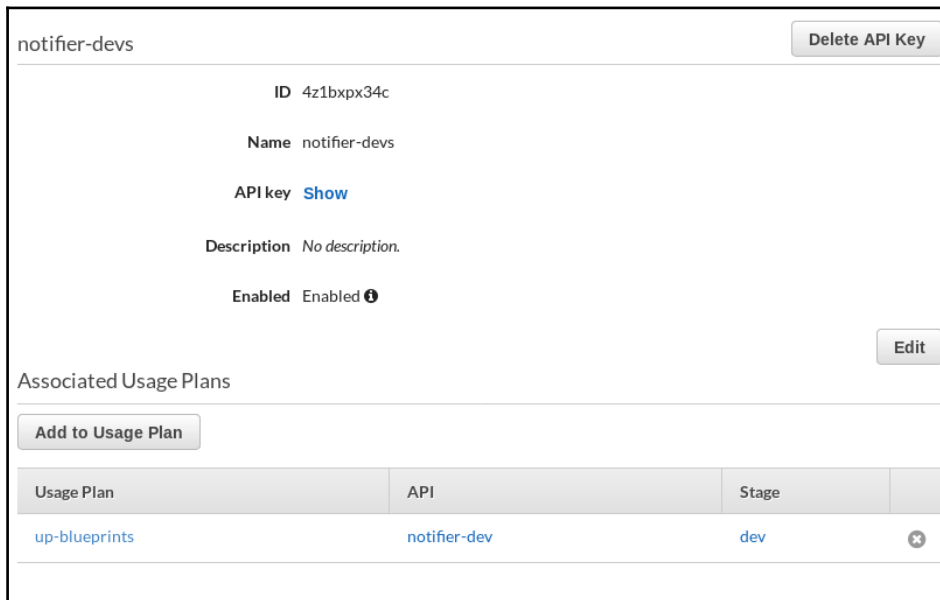 notifier-devs Delete API Key
ID 4z1bxpx34c
Name notifier-devs
API key Show
Description No description.
Enabled Enabled
Edit
Associated Usage Plans
Add to Usage Plan
Usage Plan API Stage
up-blueprints notifier-dev dev